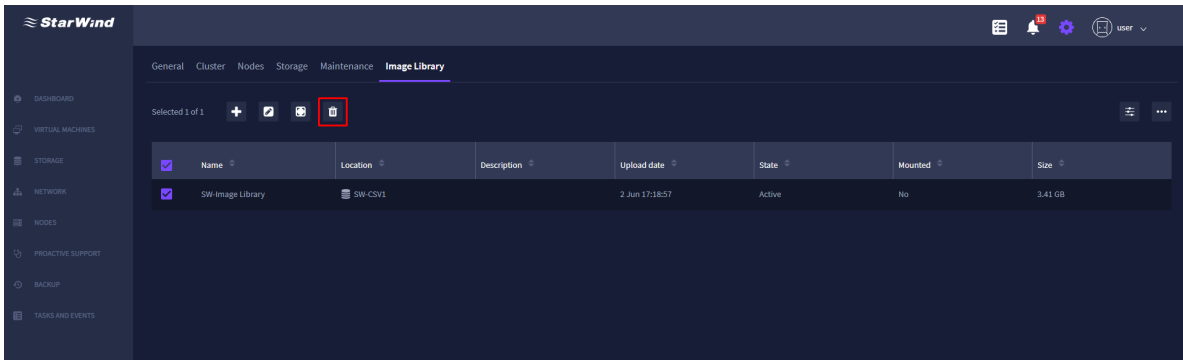 StarWind
13
user
General Cluster Nodes Storage Maintenance Image Library
DASHBOARD
Selected 1 of 1
VIRTUAL MACHINES
STORAGE
Name Location Description Upload date State Mounted Size
NETWORK
SW-Image Library SW-CSV1 2 Jun 17:18:57 Active No 3.41 GB
NODES
PROACTIVE SUPPORT
BACKUP
TASKS AND EVENTS